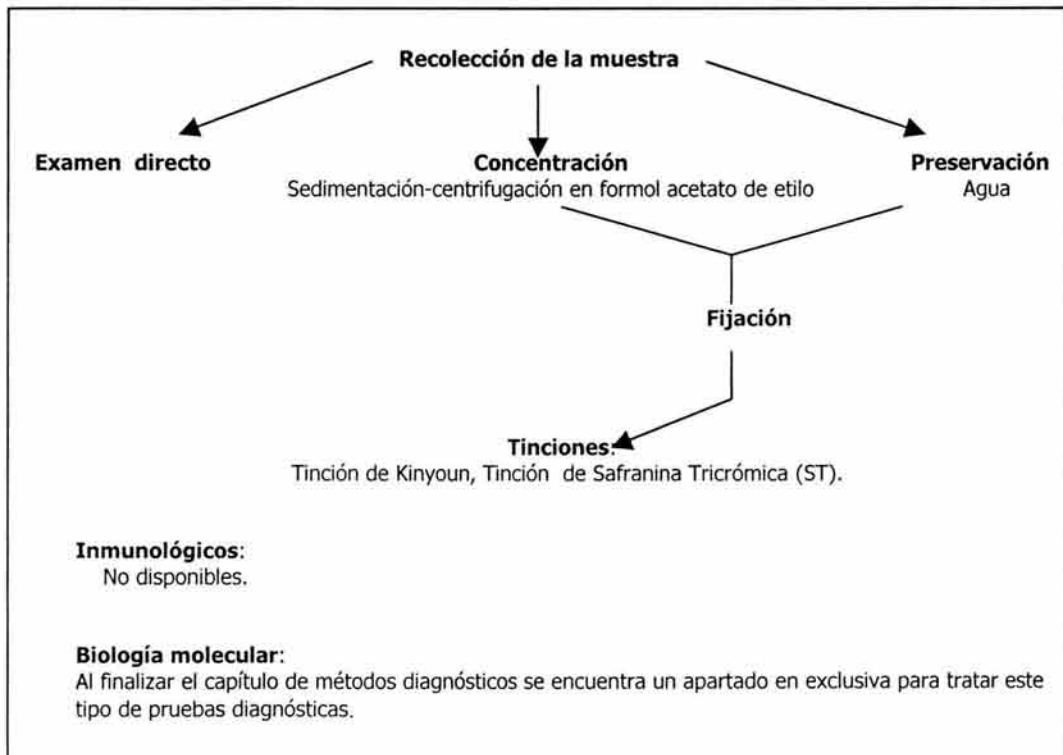 Recolección de la muestra
Examen directo
Concentración
Sedimentación-centrifugación en formol acetato de etilo
Preservación
Agua
Fijación
Tinciones:
Tinción de Kinyoun, Tinción de Safranina Tricrómica (ST).
Inmunológicos:
No disponibles.
Biología molecular:
Al finalizar el capítulo de métodos diagnósticos se encuentra un apartado en exclusiva para tratar este
tipo de pruebas diagnósticas.